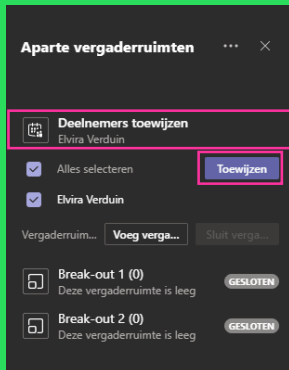 Aparte vergaderruimten
Deelnemers toewijzen
Elvira Verduin
Alles selecteren Toewijzen
Elvira Verduin
Vergaderruim... Voeg verga... Sluit verga...
Break-out 1 (0)
Deze vergaderruimte is leeg GESLOTEN
Break-out 2 (0)
Deze vergaderruimte is leeg GESLOTEN